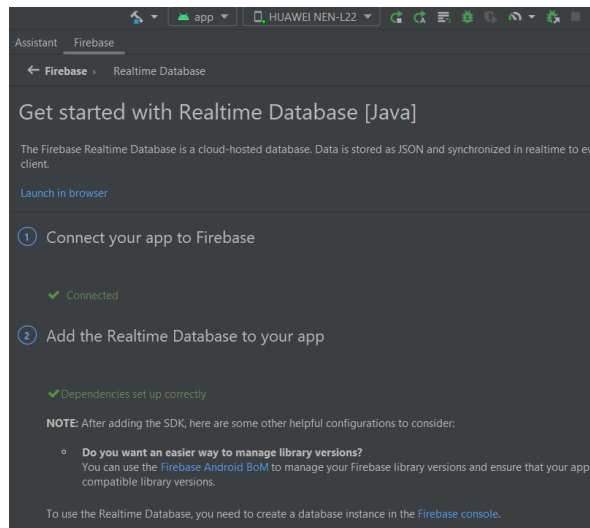 app HUAWEI NEN-L22
Assistant Firebase
← Firebase › Realtime Database
Get started with Realtime Database [Java]
The Firebase Realtime Database is a cloud-hosted database. Data is stored as JSON and synchronized in realtime to
client.
Launch in browser
1 Connect your app to Firebase
✔ Connected
2 Add the Realtime Database to your app
✔Dependencies set up correctly
NOTE: After adding the SDK, here are some other helpful configurations to consider:
Do you want an easier way to manage library versions?
You can use the Firebase Android BoM to manage your Firebase library versions and ensure that your app
compatible library versions.
To use the Realtime Database, you need to create a database instance in the Firebase console.